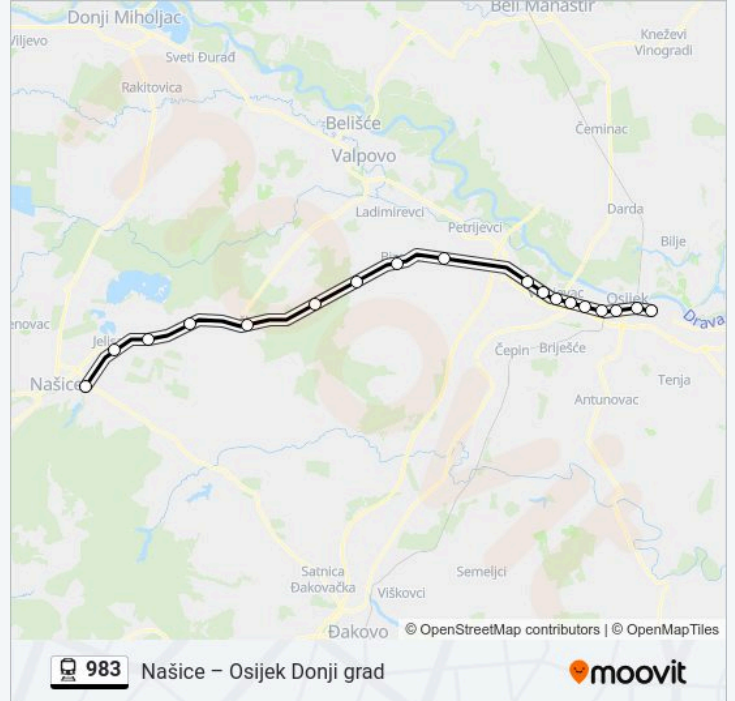 Donji Miholjac
Beli Manastir
Viljevo
Kneževi
Vinogradi
Sveti Đurađ
Rakitovica
Belišće
Čeminac
Valpovo
Ladimirevci
Darda
Petrijevci
Bilje
Osijek
Drava
Čepin
Briješće
Našice
Tenja
Antunovac
Satnica
Đakovačka
Semeljci
Viškovci
Đakovo
© OpenStreetMap contributors | © OpenMapTiles
983 Našice – Osijek Donji grad
moovit